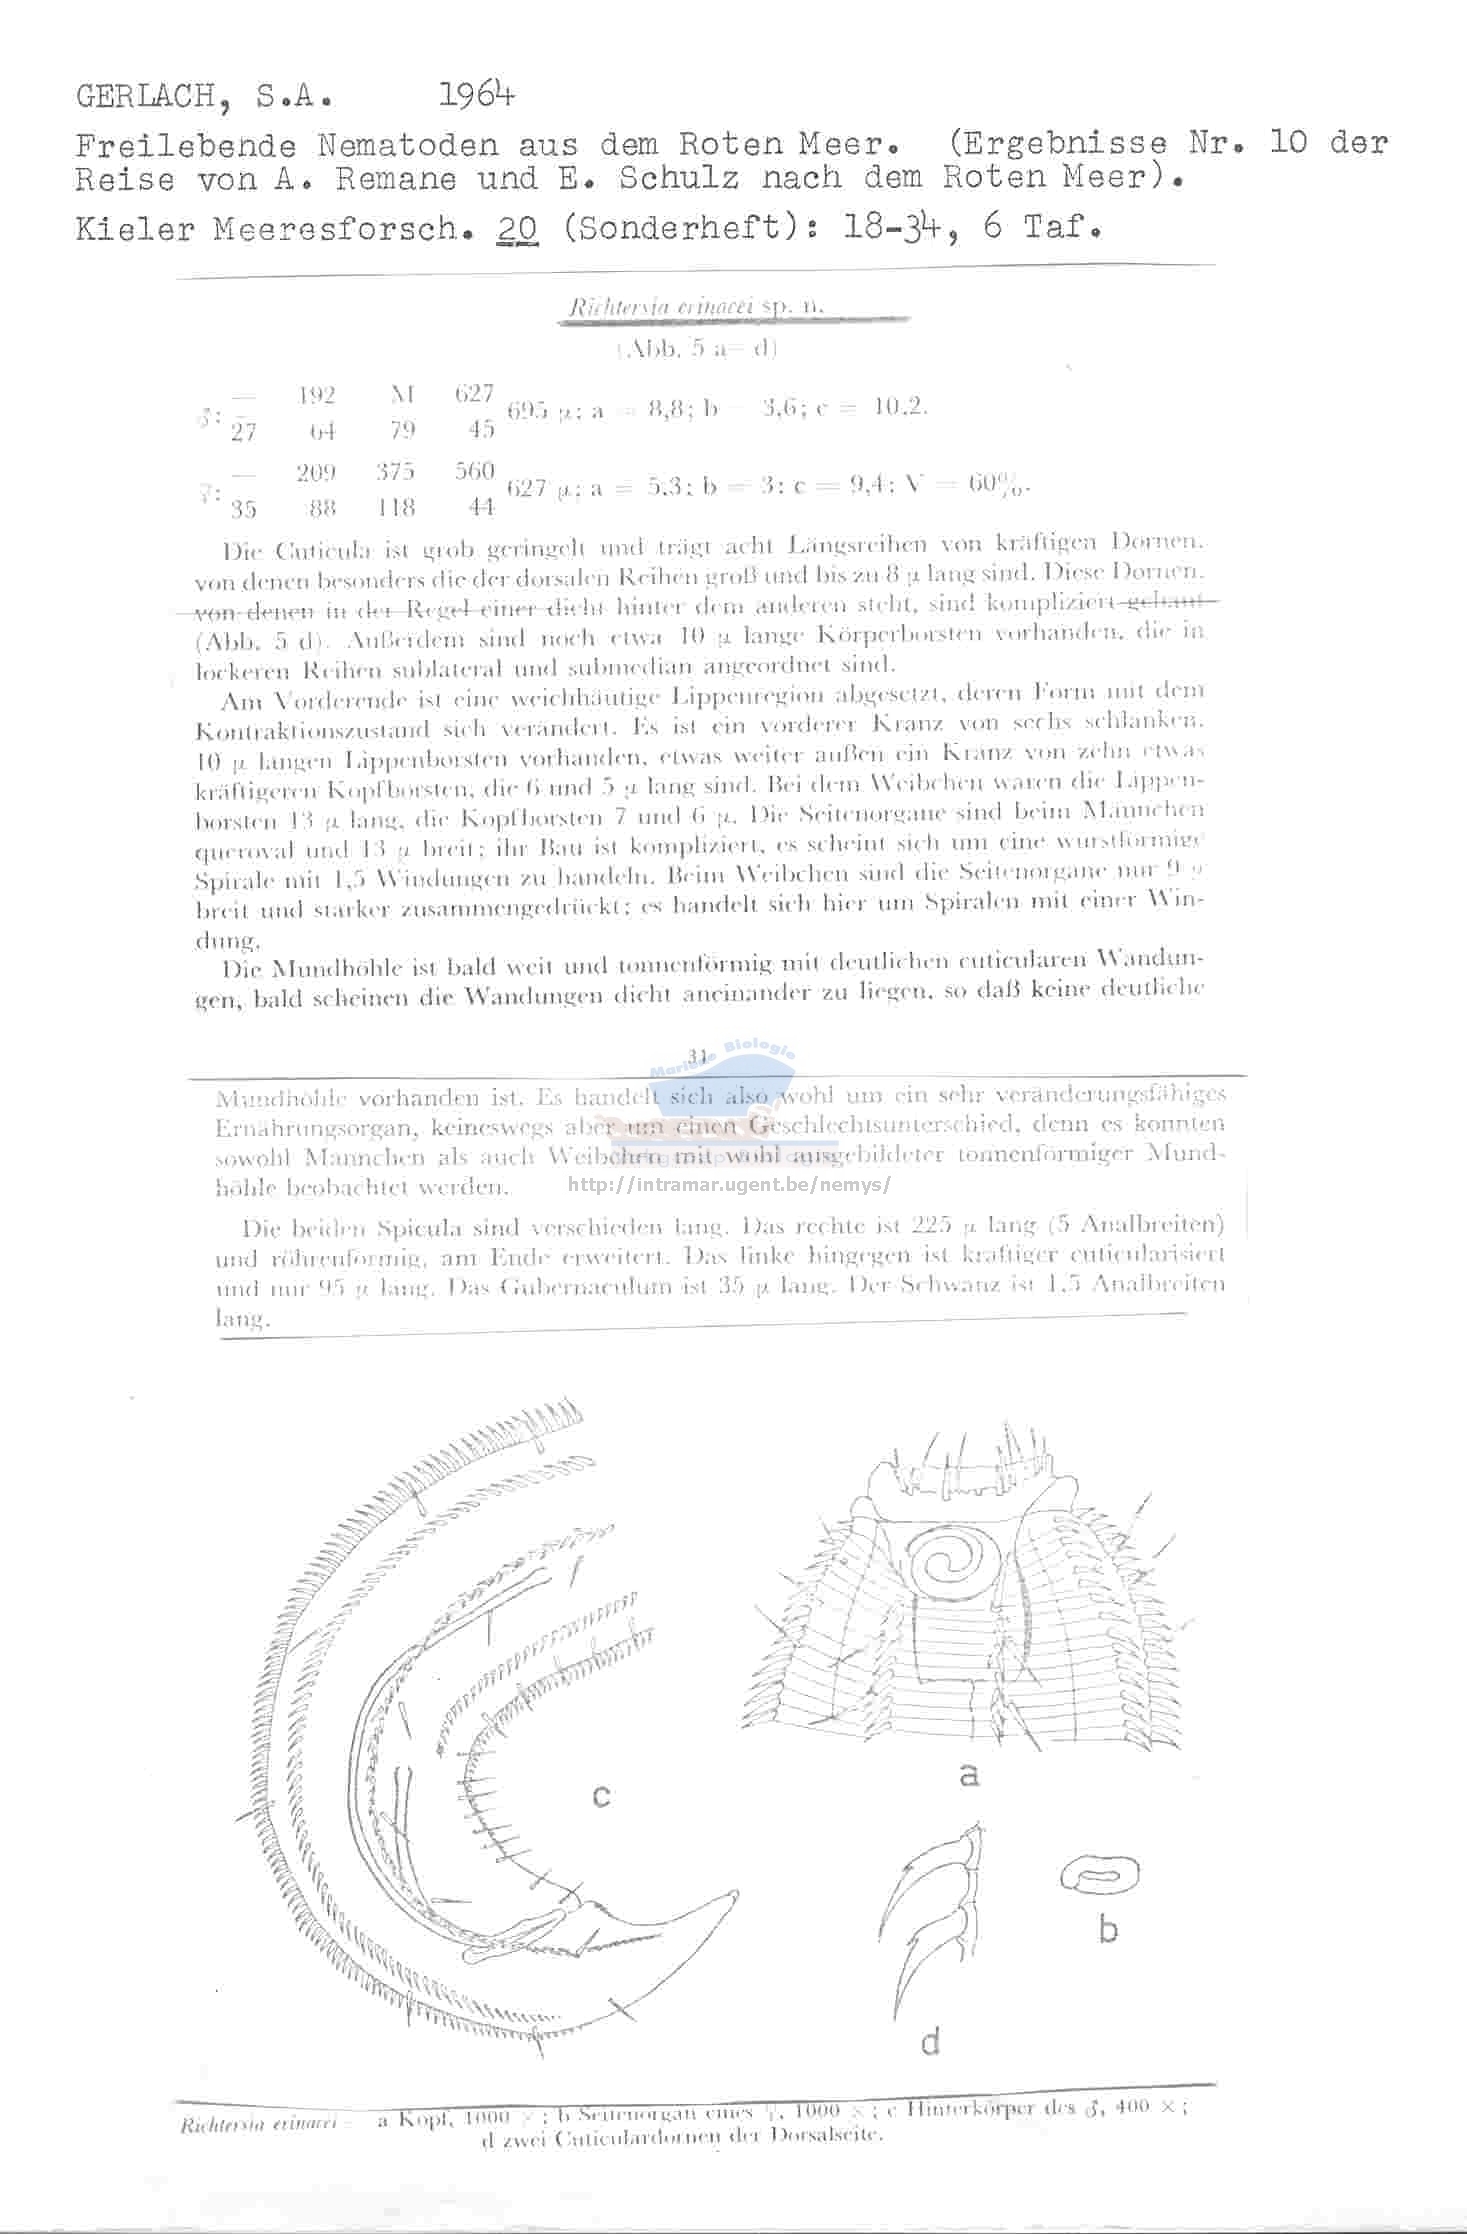 GERLACH, S.A. 1964
Freilebende Nematoden aus dem Roten Meer. (Ergebnisse Nr. 10 der
Reise von A. Remane und E. Schulz nach dem Roten Meer).
Kieler Meeresforsch. 20 (Sonderheft): 18-34, 6 Taf.
Richtersia erinacei sp. n.
(Abb. 5 a—d)
— 192 M 627
♂: 695 µ; a = 8,8; b = 3,6; c = 10,2.
27 64 79 45
— 209 375 560
♀: 627 µ; a = 5,3; b = 3; c = 9,4; V = 60%.
35 88 118 44
Die Cuticula ist grob geringelt und trägt acht Längsreihen von kräftigen Dornen,
von denen besonders die der dorsalen Reihen groß und bis zu 8 µ lang sind. Diese Dornen,
von denen in der Regel einer dicht hinter dem anderen steht, sind kompliziert gebaut
(Abb. 5 d). Außerdem sind noch etwa 10 µ lange Körperborsten vorhanden, die in
lockeren Reihen sublateral und submedian angeordnet sind.
Am Vorderende ist eine weichhäutige Lippenregion abgesetzt, deren Form mit dem
Kontraktionszustand sich verändert. Es ist ein vorderer Kranz von sechs schlanken,
10 µ langen Lippenborsten vorhanden, etwas weiter außen ein Kranz von zehn etwas
kräftigeren Kopfborsten, die 6 und 5 µ lang sind. Bei dem Weibchen waren die Lippen-
borsten 13 µ lang, die Kopfborsten 7 und 6 µ. Die Seitenorgane sind beim Männchen
queroval und 13 µ breit; ihr Bau ist kompliziert, es scheint sich um eine wurstförmige
Spirale mit 1,5 Windungen zu handeln. Beim Weibchen sind die Seitenorgane nur 9 µ
breit und stärker zusammengedrückt; es handelt sich hier um Spiralen mit einer Win-
dung.
Die Mundhöhle ist bald weit und tonnenförmig mit deutlichen cuticularen Wandun-
gen, bald scheinen die Wandungen dicht aneinander zu liegen, so daß keine deutliche
31
Marine Biologie
Mundhöhle vorhanden ist. Es handelt sich also wohl um ein sehr veränderungsfähiges
Ernährungsorgan, keineswegs aber um einen Geschlechtsunterschied, denn es konnten
sowohl Männchen als auch Weibchen mit wohl ausgebildeter tonnenförmiger Mund-
höhle beobachtet werden.
http://intramar.ugent.be/nemys/
Die beiden Spicula sind verschieden lang. Das rechte ist 225 µ lang (5 Analbreiten)
und röhrenförmig, am Ende erweitert. Das linke hingegen ist kräftiger cuticularisiert
und nur 95 µ lang. Das Gubernaculum ist 35 µ lang. Der Schwanz ist 1,5 Analbreiten
lang.
c
a
b
d
Richtersia erinacei — a Kopf, 1000 ×; b Seitenorgan eines ♀, 1000 ×; c Hinterkörper des ♂, 400 ×;
d zwei Cuticulardornen der Dorsalseite.